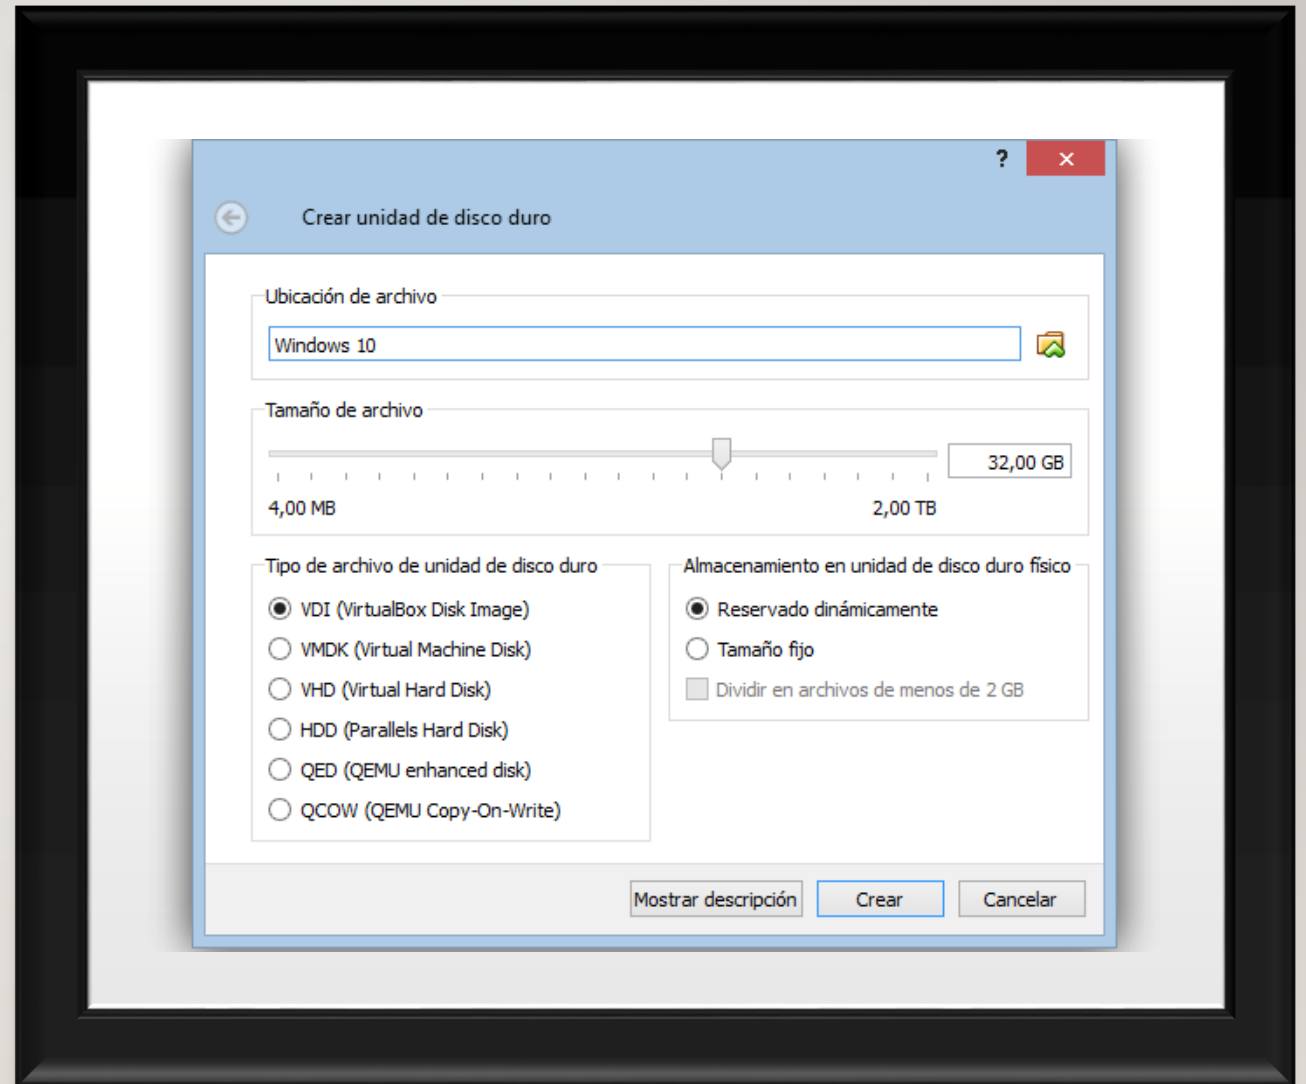 ?
Crear unidad de disco duro
Ubicación de archivo
Windows 10
Tamaño de archivo
32,00 GB
4,00 MB 2,00 TB
Tipo de archivo de unidad de disco duro
VDI (VirtualBox Disk Image)
VMDK (Virtual Machine Disk)
VHD (Virtual Hard Disk)
HDD (Parallels Hard Disk)
QED (QEMU enhanced disk)
QCOW (QEMU Copy-On-Write)
Almacenamiento en unidad de disco duro físico
Reservado dinámicamente
Tamaño fijo
Dividir en archivos de menos de 2 GB
Mostrar descripción Crear Cancelar